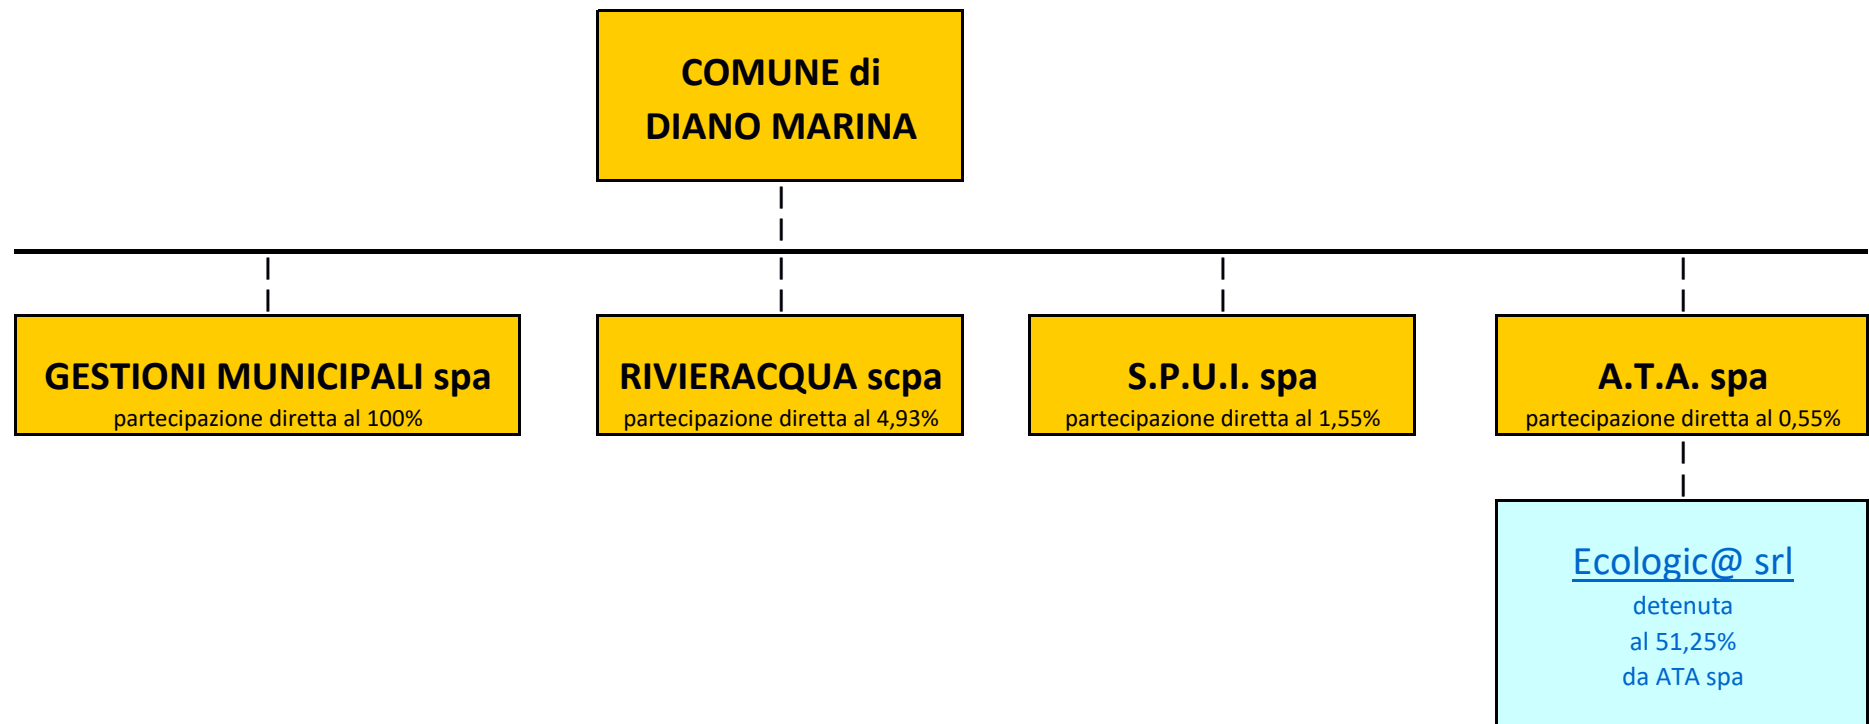 COMUNE di
DIANO MARINA
GESTIONI MUNICIPALI spa
partecipazione diretta al 100%
RIVIERACQUA scpa
partecipazione diretta al 4,93%
S.P.U.I. spa
partecipazione diretta al 1,55%
A.T.A. spa
partecipazione diretta al 0,55%
Ecologic@ srl
detenuta
al 51,25%
da ATA spa